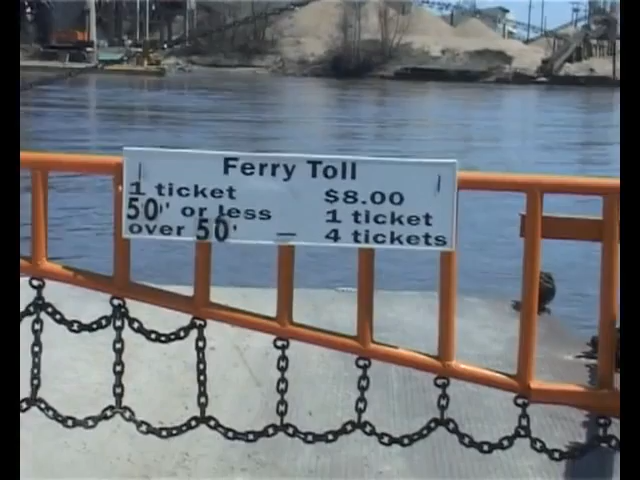 Ferry Toll
1 ticket $8.00
50' or less 1 ticket
over 50' — 4 tickets